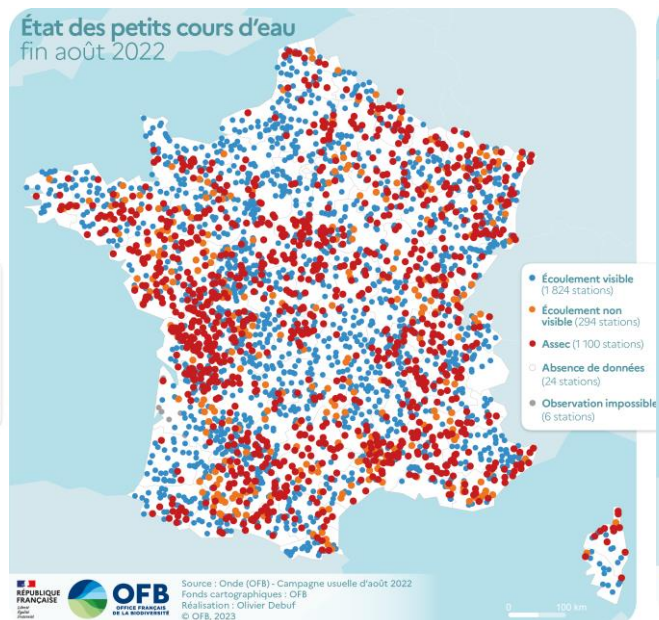 État des petits cours d'eau
fin août 2022
Écoulement visible
(1 824 stations)
Écoulement non
visible (294 stations)
Assec (1 100 stations)
Absence de données
(24 stations)
Observation impossible
(6 stations)
RÉPUBLIQUE
FRANÇAISE
Liberté
Égalité
Fraternité
OFB
OFFICE FRANÇAIS
DE LA BIODIVERSITÉ
Source : Onde (OFB) - Campagne usuelle d'août 2022
Fonds cartographiques : OFB
Réalisation : Olivier Debuf
© OFB, 2023
0 100 km